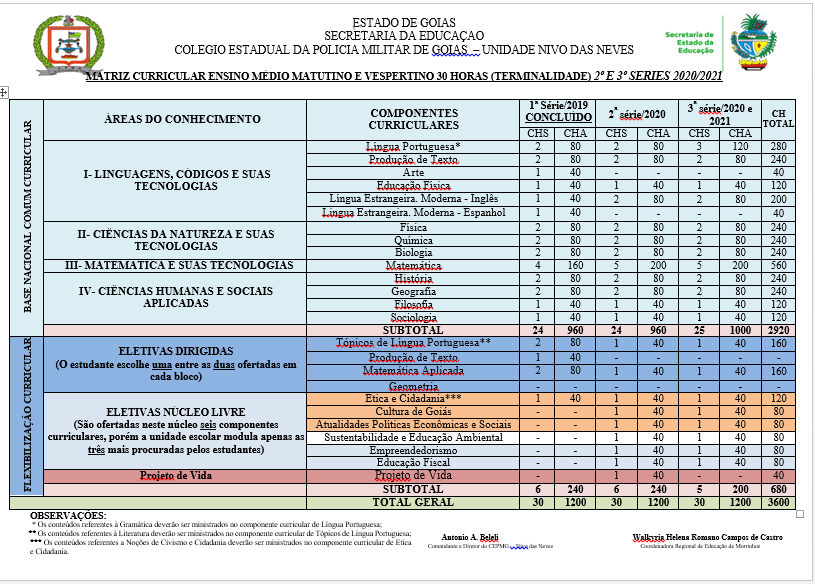 ESTADO DE GOIAS
SECRETARIA DA EDUCAÇAO
COLEGIO ESTADUAL DA POLICIA MILITAR DE GOIAS – UNIDADE NIVO DAS NEVES
Secretaria de
Estado da
Educação
MATRIZ CURRICULAR ENSINO MÉDIO MATUTINO E VESPERTINO 30 HORAS (TERMINALIDADE) 2º E 3º SERIES 2020/2021
BASE NACIONAL COMUM CURRICULAR
ÁREAS DO CONHECIMENTO COMPONENTES CURRICULARES 1ª Série/2019 CONCLUIDO 2ª série/2020 3ª série/2020 e 2021 CH TOTAL
CHS CHA CHS CHA CHS CHA
I- LINGUAGENS, CÓDIGOS E SUAS TECNOLOGIAS
Língua Portuguesa* 2 80 2 80 3 120 280
Produção de Texto 2 80 2 80 2 80 240
Arte 1 40 - - - - 40
Educação Física 1 40 1 40 1 40 120
Língua Estrangeira. Moderna - Inglês 1 40 2 80 2 80 200
Língua Estrangeira. Moderna - Espanhol 1 40 - - - - 40
II- CIÊNCIAS DA NATUREZA E SUAS TECNOLOGIAS
Física 2 80 2 80 2 80 240
Química 2 80 2 80 2 80 240
Biologia 2 80 2 80 2 80 240
III- MATEMATICA E SUAS TECNOLOGIAS Matemática 4 160 5 200 5 200 560
IV- CIÊNCIAS HUMANAS E SOCIAIS APLICADAS
História 2 80 2 80 2 80 240
Geografia 2 80 2 80 2 80 240
Filosofia 1 40 1 40 1 40 120
Sociologia 1 40 1 40 1 40 120
SUBTOTAL 24 960 24 960 25 1000 2920
FLEXIBILIZAÇÃO CURRICULAR
ELETIVAS DIRIGIDAS
(O estudante escolhe uma entre as duas ofertadas em
cada bloco)
Tópicos de Língua Portuguesa** 2 80 1 40 1 40 160
Produção de Texto 1 40 - - - - -
Matemática Aplicada 2 80 1 40 1 40 160
Geometria - - - - - - -
ELETIVAS NÚCLEO LIVRE
(São ofertadas neste núcleo seis componentes
curriculares, porém a unidade escolar modula apenas as
três mais procuradas pelos estudantes)
Etica e Cidadania*** 1 40 1 40 1 40 120
Cultura de Goiás - - 1 40 1 40 80
Atualidades Políticas Econômicas e Sociais - - 1 40 1 40 80
Sustentabilidade e Educação Ambiental - - 1 40 1 40 80
Empreendedorismo - - 1 40 1 40 80
Educação Fiscal - - 1 40 1 40 80
Projeto de Vida Projeto de Vida 1 40 - - 40
SUBTOTAL 6 240 6 240 5 200 680
TOTAL GERAL 30 1200 30 1200 30 1200 3600
OBSERVAÇÕES:
* Os conteúdos referentes à Gramática deverão ser ministrados no componente curricular de Língua Portuguesa;
** Os conteúdos referentes à Literatura deverão ser ministrados no componente curricular de Tópicos de Língua Portuguesa;
*** Os conteúdos referentes a Noções de Civismo e Cidadania deverão ser ministrados no componente curricular de Etica
e Cidadania.
Antonio A. Beleli
Comandante e Diretor do CEPMG – Nivo das Neves
Walkyria Helena Romano Campos de Castro
Coordenadora Regional de Educação de Morrinhos